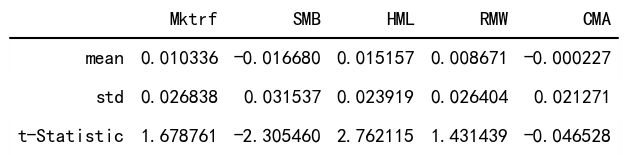 Mktrf SMB HML RMW CMA
mean 0.010336 -0.016680 0.015157 0.008671 -0.000227
std 0.026838 0.031537 0.023919 0.026404 0.021271
t-Statistic 1.678761 -2.305460 2.762115 1.431439 -0.046528